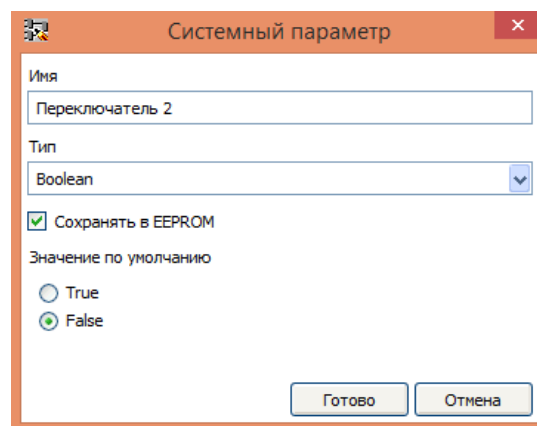 Системный параметр
Имя
Переключатель 2
Тип
Boolean
Сохранять в EEPROM
Значение по умолчанию
True
False
Готово
Отмена